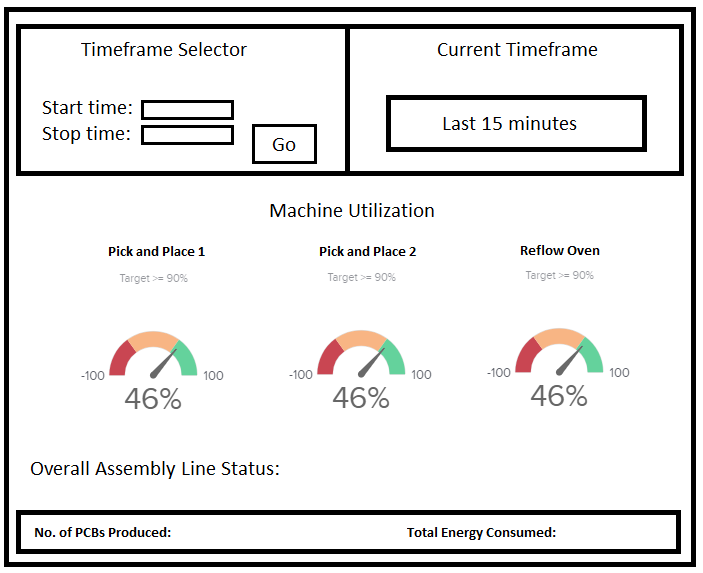 Timeframe Selector
Current Timeframe
Start time:
Stop time:
Go
Last 15 minutes
Machine Utilization
Pick and Place 1
Pick and Place 2
Reflow Oven
Target >= 90%
Target >= 90%
Target >= 90%
-100
100
-100
100
-100
100
46%
46%
46%
Overall Assembly Line Status:
No. of PCBs Produced:
Total Energy Consumed: